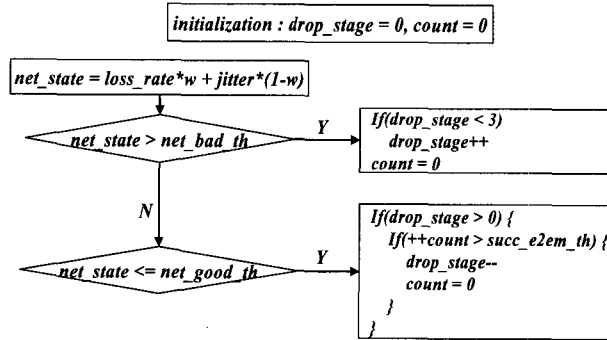 initialization : drop_stage = 0, count = 0
net_state = loss_rate*w + jitter*(1-w)
net_state > net_bad_th
Y
If(drop_stage < 3)
drop_stage++
count = 0
N
net_state <= net_good_th
Y
If(drop_stage > 0) {
If(++count > succ_e2em_th) {
drop_stage--
count = 0
}
}